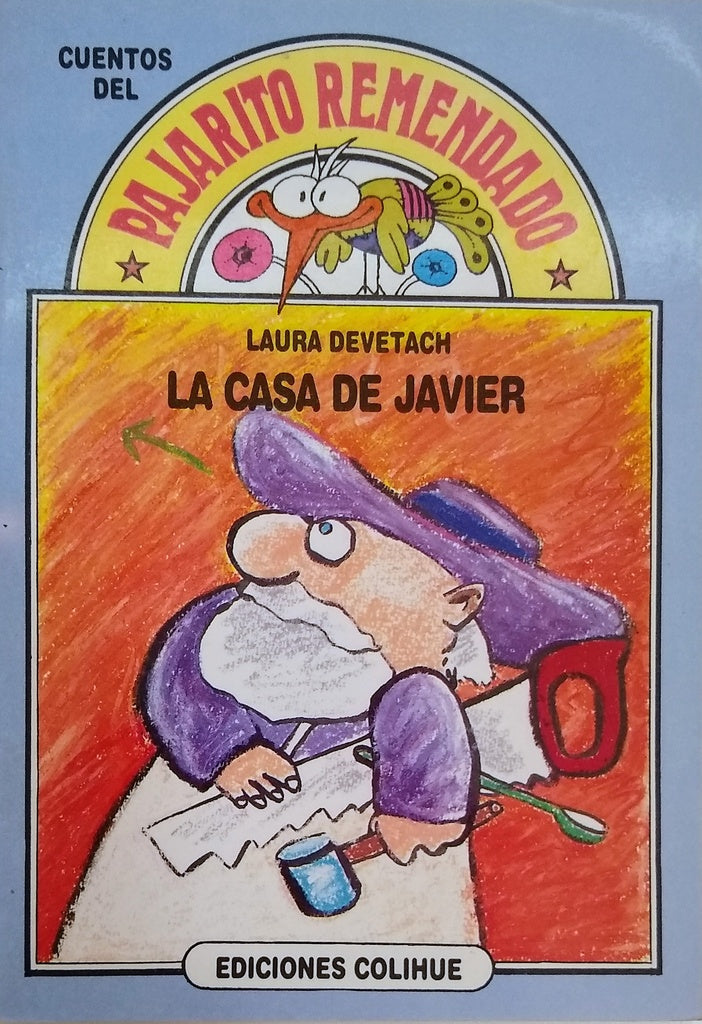 CUENTOS
DEL
PAJARITO REMENDADO
LAURA DEVETACH
LA CASA DE JAVIER
EDICIONES COLIHUE